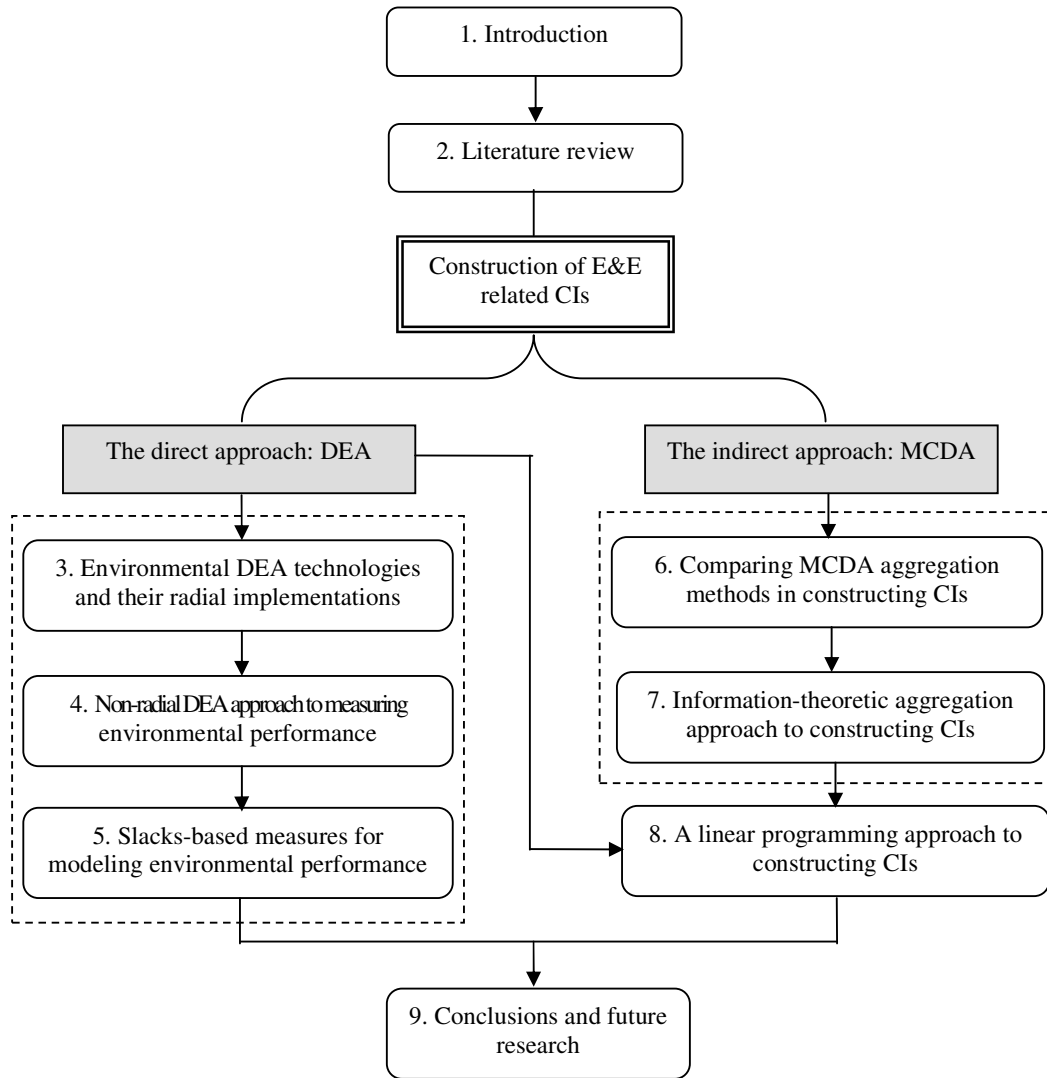 1. Introduction
2. Literature review
Construction of E&E
related CIs
The direct approach: DEA
The indirect approach: MCDA
3. Environmental DEA technologies
and their radial implementations
4. Non-radial DEA approach to measuring
environmental performance
5. Slacks-based measures for
modeling environmental performance
6. Comparing MCDA aggregation
methods in constructing CIs
7. Information-theoretic aggregation
approach to constructing CIs
8. A linear programming approach to
constructing CIs
9. Conclusions and future
research